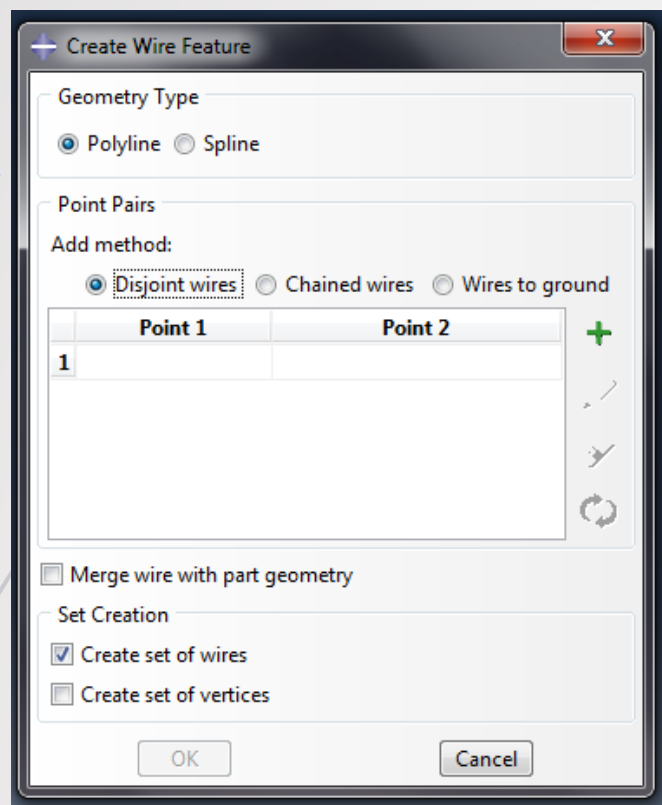 Create Wire Feature
Geometry Type
Polyline Spline
Point Pairs
Add method:
Disjoint wires Chained wires Wires to ground
Point 1 Point 2
1
Merge wire with part geometry
Set Creation
Create set of wires
Create set of vertices
OK Cancel